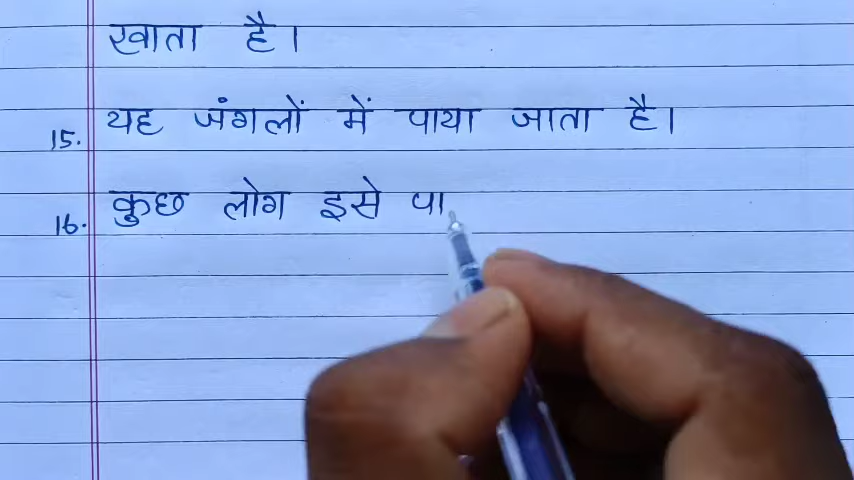 खाता है।
15. यह जंगलों में पाया जाता है।
16. कुछ लोग इसे पा